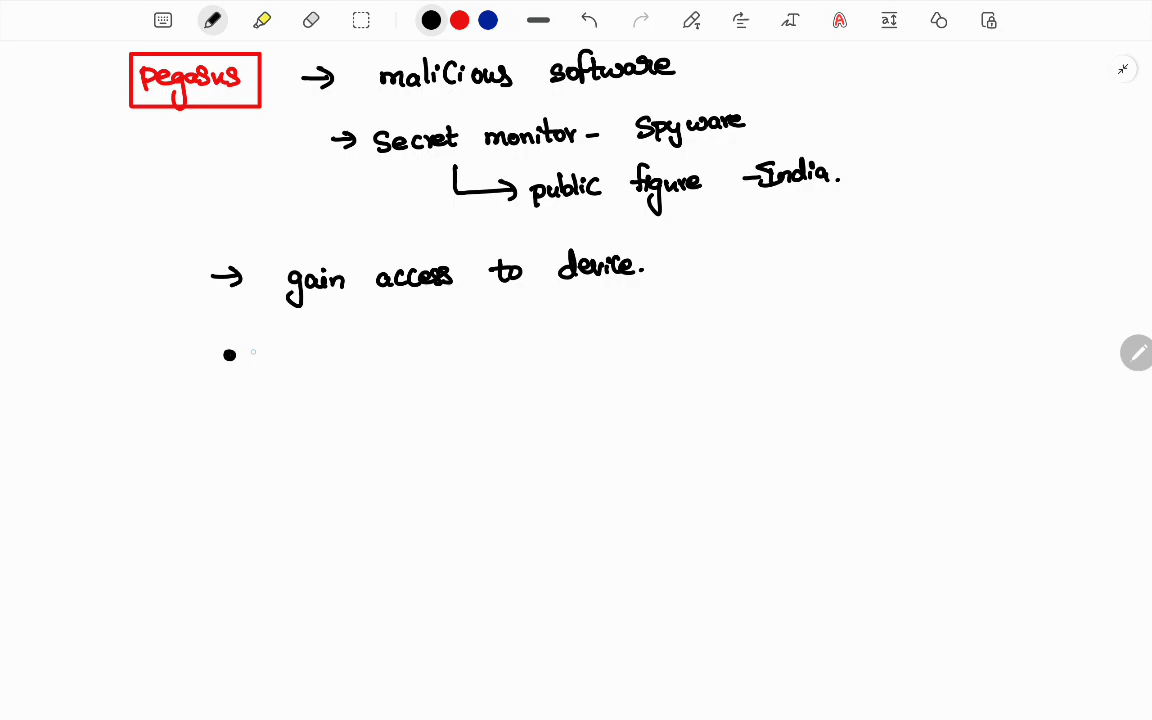 Pegasus → malicious software
→ Secret monitor - Spyware
→ public figure - India.
→ gain access to device.
•